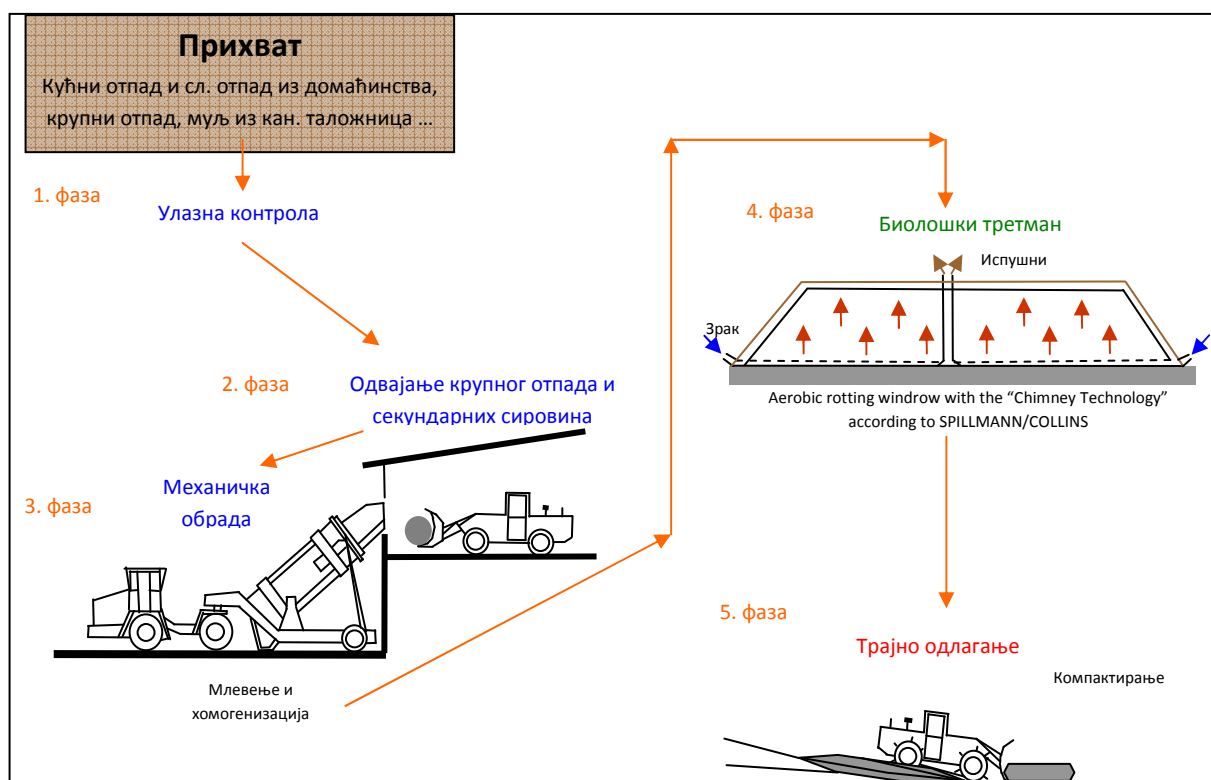 Прихват
Кућни отпад и сл. отпад из домаћинства,
крупни отпад, муљ из кан. таложница ...
1. фаза
Улазна контрола
2. фаза
Одвајање крупног отпада и
секундарних сировина
3. фаза
Механичка
обрада
Млевење и
хомогенизација
4. фаза
Биолошки третман
Испушни
Зрак
Aerobic rotting windrow with the “Chimney Technology”
according to SPILLMANN/COLLINS
5. фаза
Трајно одлагање
Компактирање